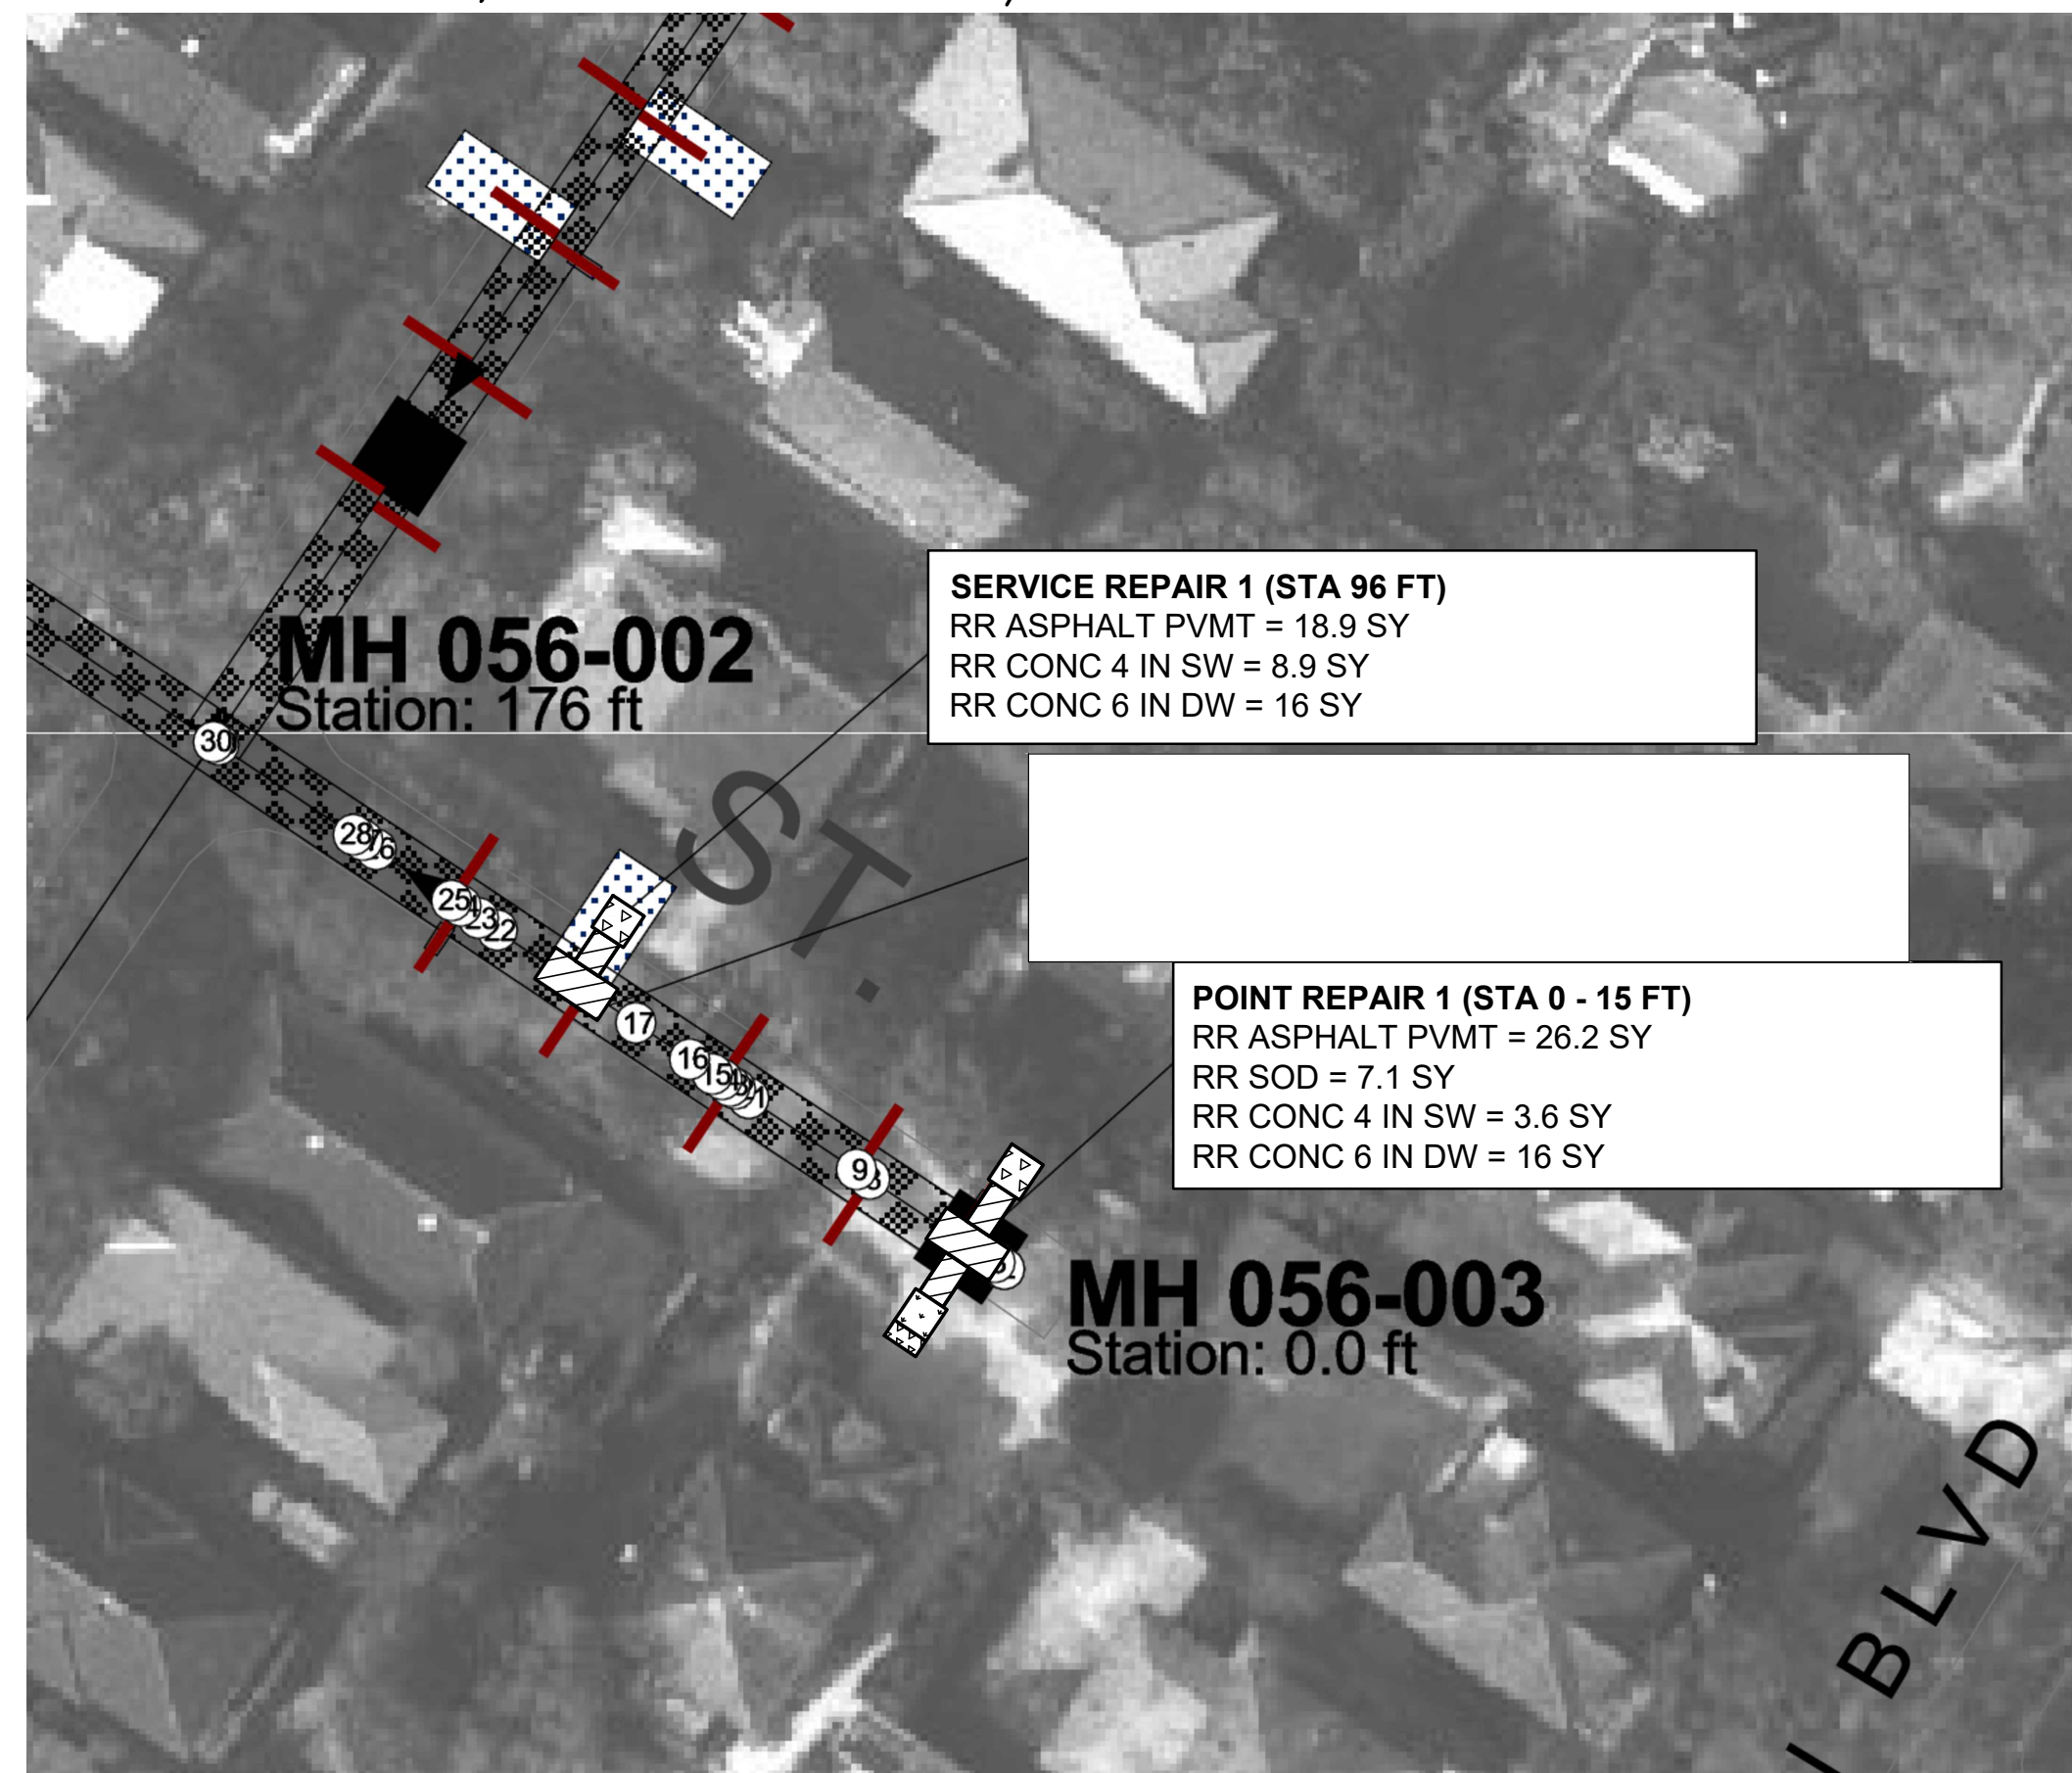 SERVICE REPAIR 1 (STA 96 FT)
RR ASPHALT PVMT = 18.9 SY
RR CONC 4 IN SW = 8.9 SY
RR CONC 6 IN DW = 16 SY
MH 056-002
Station: 176 ft
30
ST.
28
25
22
17
16
15
9
POINT REPAIR 1 (STA 0 - 15 FT)
RR ASPHALT PVMT = 26.2 SY
RR SOD = 7.1 SY
RR CONC 4 IN SW = 3.6 SY
RR CONC 6 IN DW = 16 SY
MH 056-003
Station: 0.0 ft
BLVD